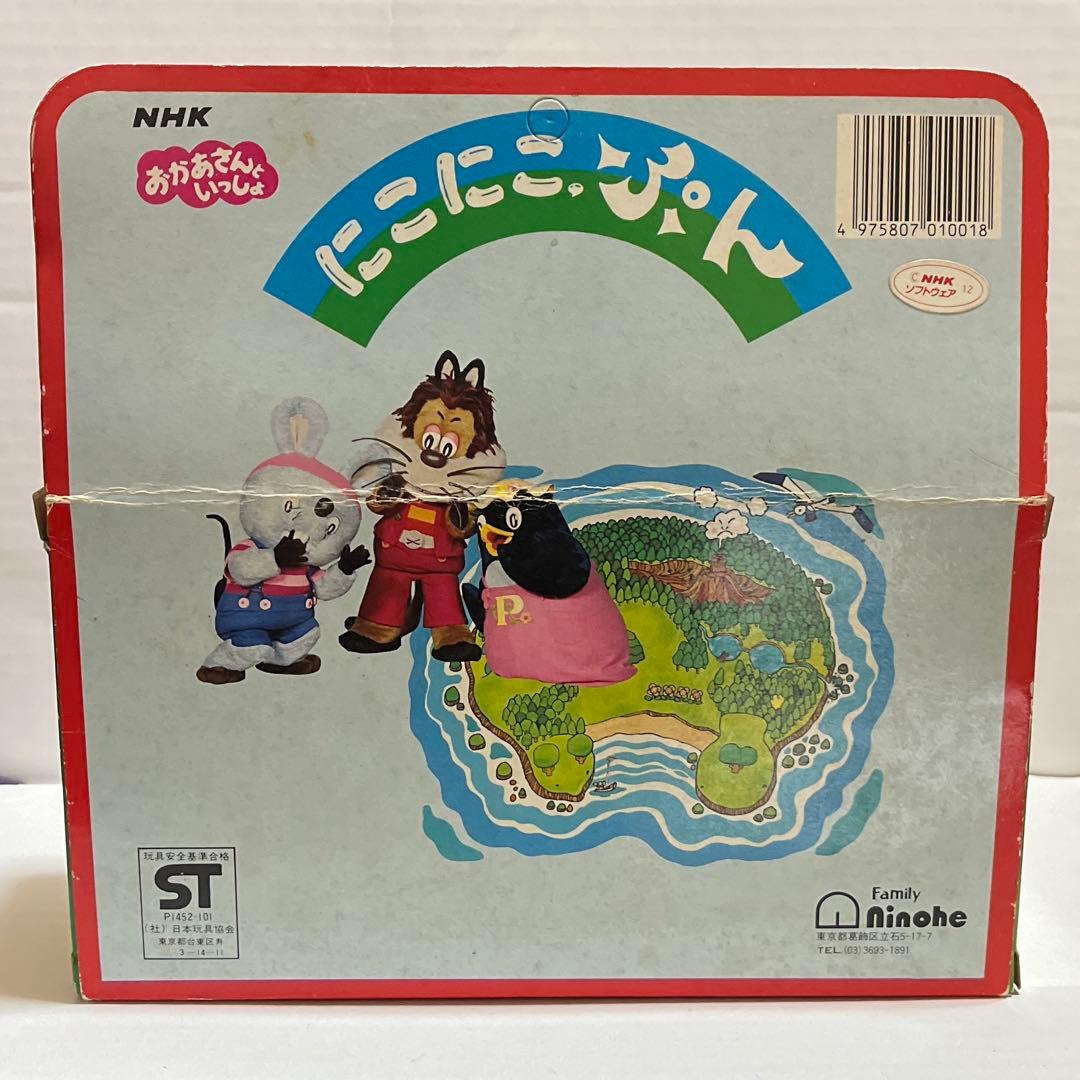 NHK
おかあさんと
いっしょ
にこにこ、ぷん
4 975807 010018
© NHK
ソフトウェア 12
P
玩具安全基準合格
ST
P1452-101
(社)日本玩具協会
東京都台東区寿
3-14-11
Family
Ninohe
東京都葛飾区立石5-17-7
TEL.(03)3693-1891